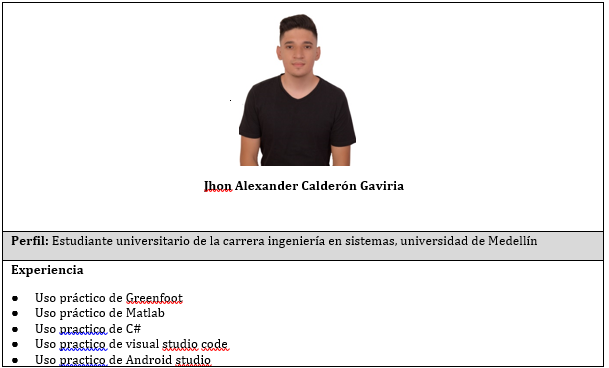 Jhon Alexander Calderón Gaviria
Perfil: Estudiante universitario de la carrera ingeniería en sistemas, universidad de Medellín
Experiencia
● Uso práctico de Greenfoot
● Uso práctico de Matlab
● Uso practico de C#
● Uso practico de visual studio code
● Uso practico de Android studio